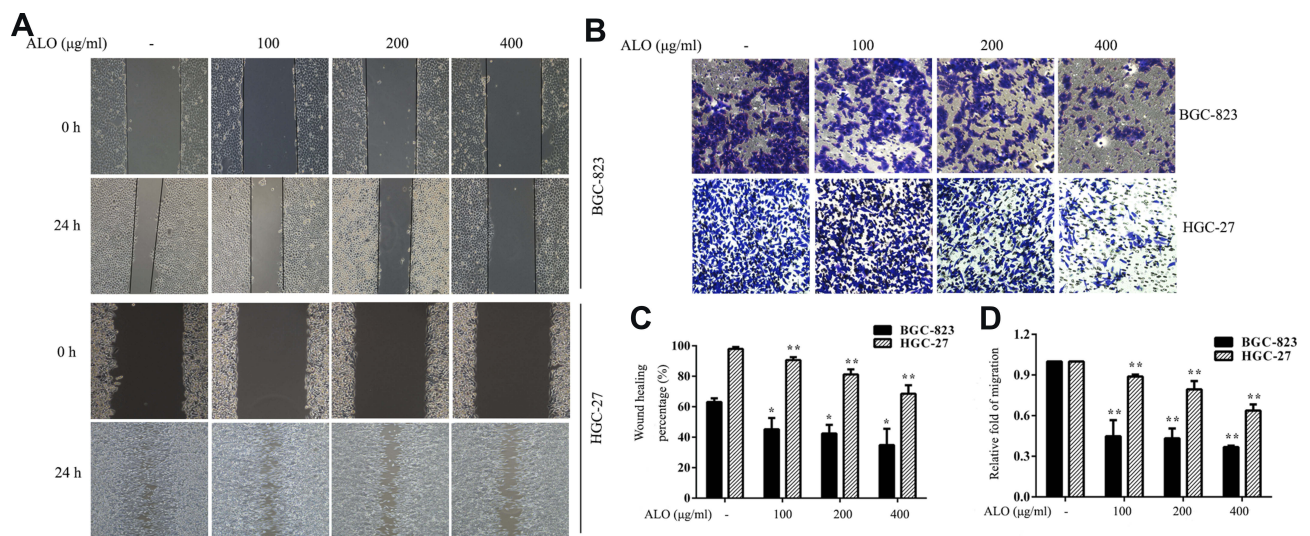 A
ALO (μg/ml) - 100 200 400
0 h
24 h
BGC-823
0 h
24 h
HGC-27
B
ALO (μg/ml) - 100 200 400
BGC-823
HGC-27
C
BGC-823
HGC-27
Wound healing
percentage (%)
100
80
60
40
20
0
* ** * ** * **
ALO (μg/ml) - 100 200 400
D
BGC-823
HGC-27
Relative fold of migration
1.2
0.9
0.6
0.3
0.0
** ** ** ** ** **
ALO (μg/ml) - 100 200 400